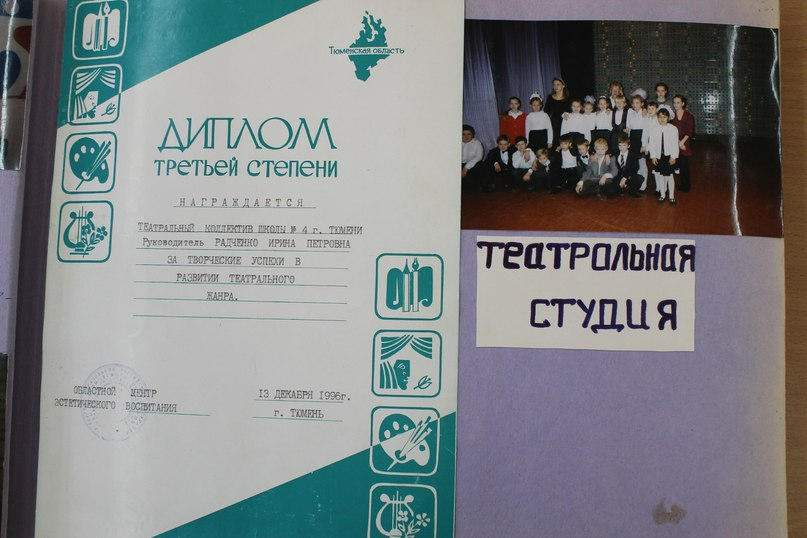 Тюменская область
ДИПЛОМ
ТРЕТЬЕЙ СТЕПЕНИ
НАГРАЖДАЕТСЯ
ТЕАТРАЛЬНЫЙ КОЛЛЕКТИВ ШКОЛЫ № 4 г. ТЮМЕНИ
Руководитель РАДЧЕНКО ИРИНА ПЕТРОВНА
ЗА ТВОРЧЕСКИЕ УСПЕХИ В
РАЗВИТИИ ТЕАТРАЛЬНОГО
ЖАНРА.
ОБЛАСТНОЙ ЦЕНТР
ЭСТЕТИЧЕСКОГО ВОСПИТАНИЯ
13 ДЕКАБРЯ 1996г.
г. ТЮМЕНЬ
ТЕАТРАЛЬНАЯ
СТУДИЯ